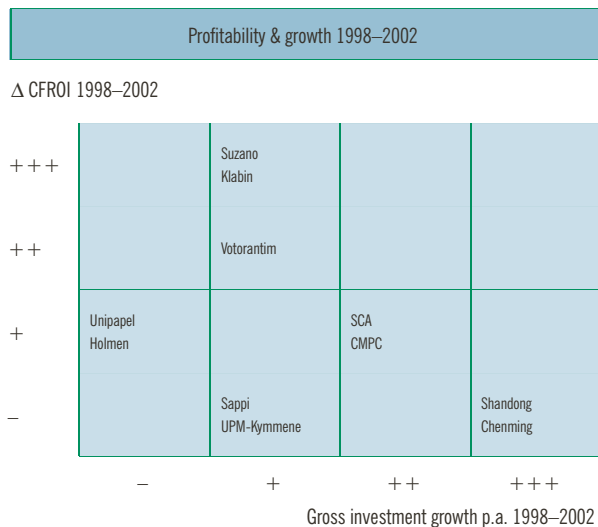 Profitability & growth 1998–2002
Δ CFROI 1998–2002
+++
Suzano
Klabin
++
Votorantim
+
Unipapel
Holmen
SCA
CMPC
–
Sappi
UPM-Kymmene
Shandong
Chenming
– + ++ +++
Gross investment growth p.a. 1998–2002